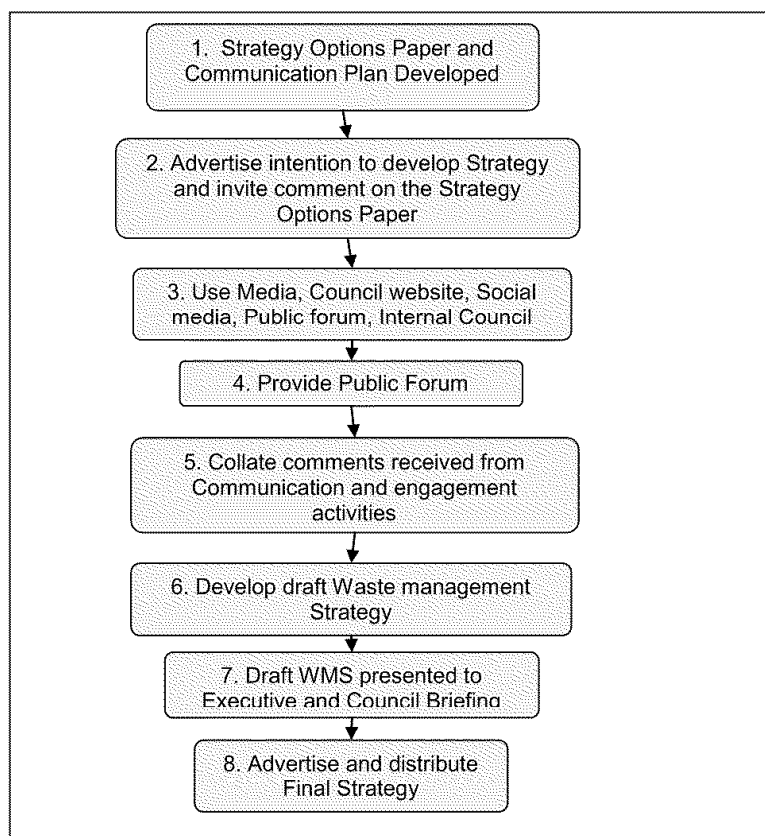 1. Strategy Options Paper and
Communication Plan Developed
2. Advertise intention to develop Strategy
and invite comment on the Strategy
Options Paper
3. Use Media, Council website, Social
media, Public forum, Internal Council
4. Provide Public Forum
5. Collate comments received from
Communication and engagement
activities
6. Develop draft Waste management
Strategy
7. Draft WMS presented to
Executive and Council Briefing
8. Advertise and distribute
Final Strategy